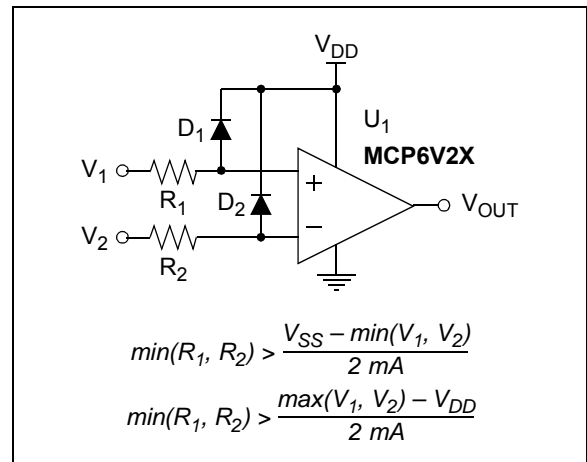 V_DD
U_1
MCP6V2X
D_1
V_1
R_1
+
D_2
V_OUT
V_2
−
R_2
min(R_1, R_2) > (V_SS – min(V_1, V_2)) / 2 mA
min(R_1, R_2) > (max(V_1, V_2) – V_DD) / 2 mA